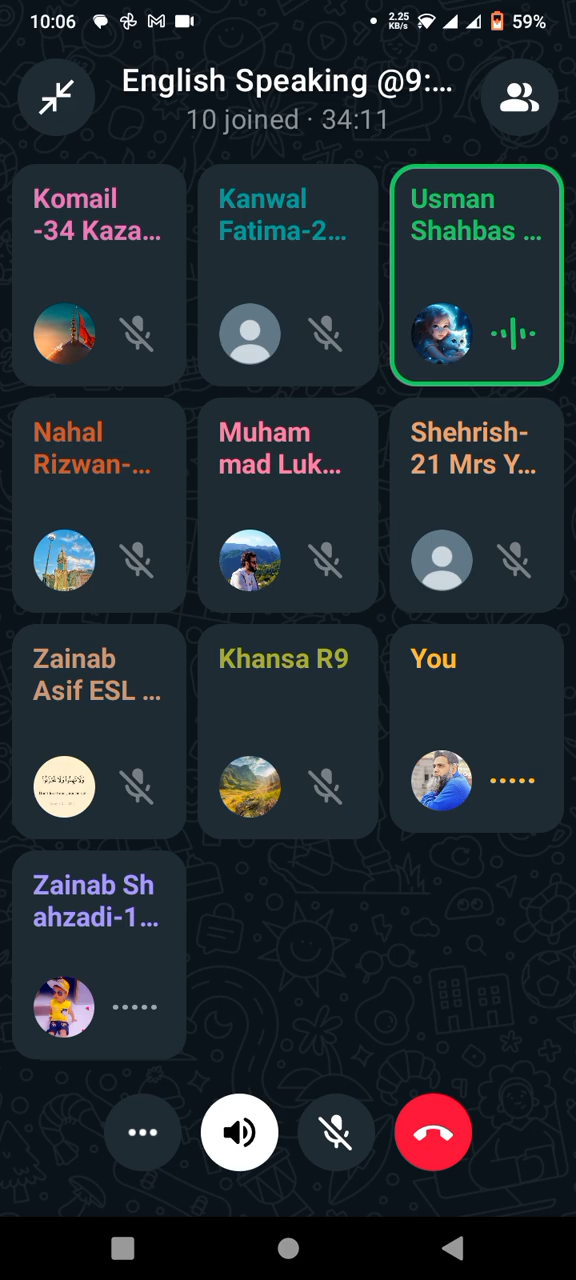 10:06
2.25
KB/s
59%
English Speaking @9:…
10 joined · 34:11
Komail
-34 Kaza…
Kanwal
Fatima-2…
Usman
Shahbas …
Nahal
Rizwan-…
Muham
mad Luk…
Shehrish-
21 Mrs Y…
Zainab
Asif ESL …
Khansa R9
You
Zainab Sh
ahzadi-1…